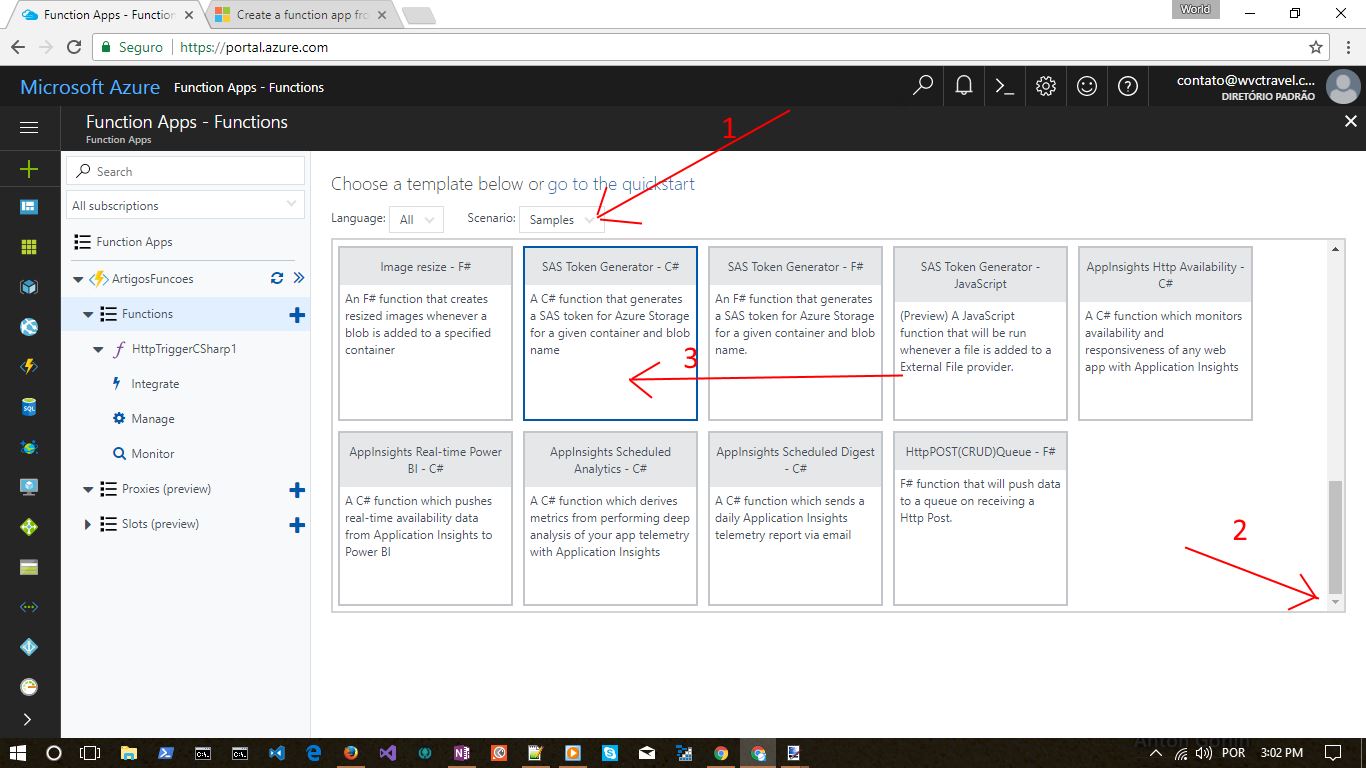 Function Apps - Function
Create a function app fro
World
Seguro
https://portal.azure.com
Microsoft Azure
Function Apps - Functions
contato@wvctravel.c...
DIRETÓRIO PADRÃO
Function Apps - Functions
Function Apps
1
Search
All subscriptions
Function Apps
ArtigosFuncoes
Functions
HttpTriggerCSharp1
Integrate
Manage
Monitor
Proxies (preview)
Slots (preview)
Choose a template below or go to the quickstart
Language: All Scenario: Samples
Image resize - F#
An F# function that creates
resized images whenever a
blob is added to a specified
container
SAS Token Generator - C#
A C# function that generates
a SAS token for Azure Storage
for a given container and blob
name
SAS Token Generator - F#
An F# function that generates
a SAS token for Azure Storage
for a given container and blob
name.
3
SAS Token Generator -
JavaScript
(Preview) A JavaScript
function that will be run
whenever a file is added to a
External File provider.
AppInsights Http Availability -
C#
A C# function which monitors
availability and
responsiveness of any web
app with Application Insights
AppInsights Real-time Power
BI - C#
A C# function which pushes
real-time availability data
from Application Insights to
Power BI
AppInsights Scheduled
Analytics - C#
A C# function which derives
metrics from performing deep
analysis of your app telemetry
with Application Insights
AppInsights Scheduled Digest
- C#
A C# function which sends a
daily Application Insights
telemetry report via email
HttpPOST(CRUD)Queue - F#
F# function that will push data
to a queue on receiving a
Http Post.
2
POR
3:02 PM